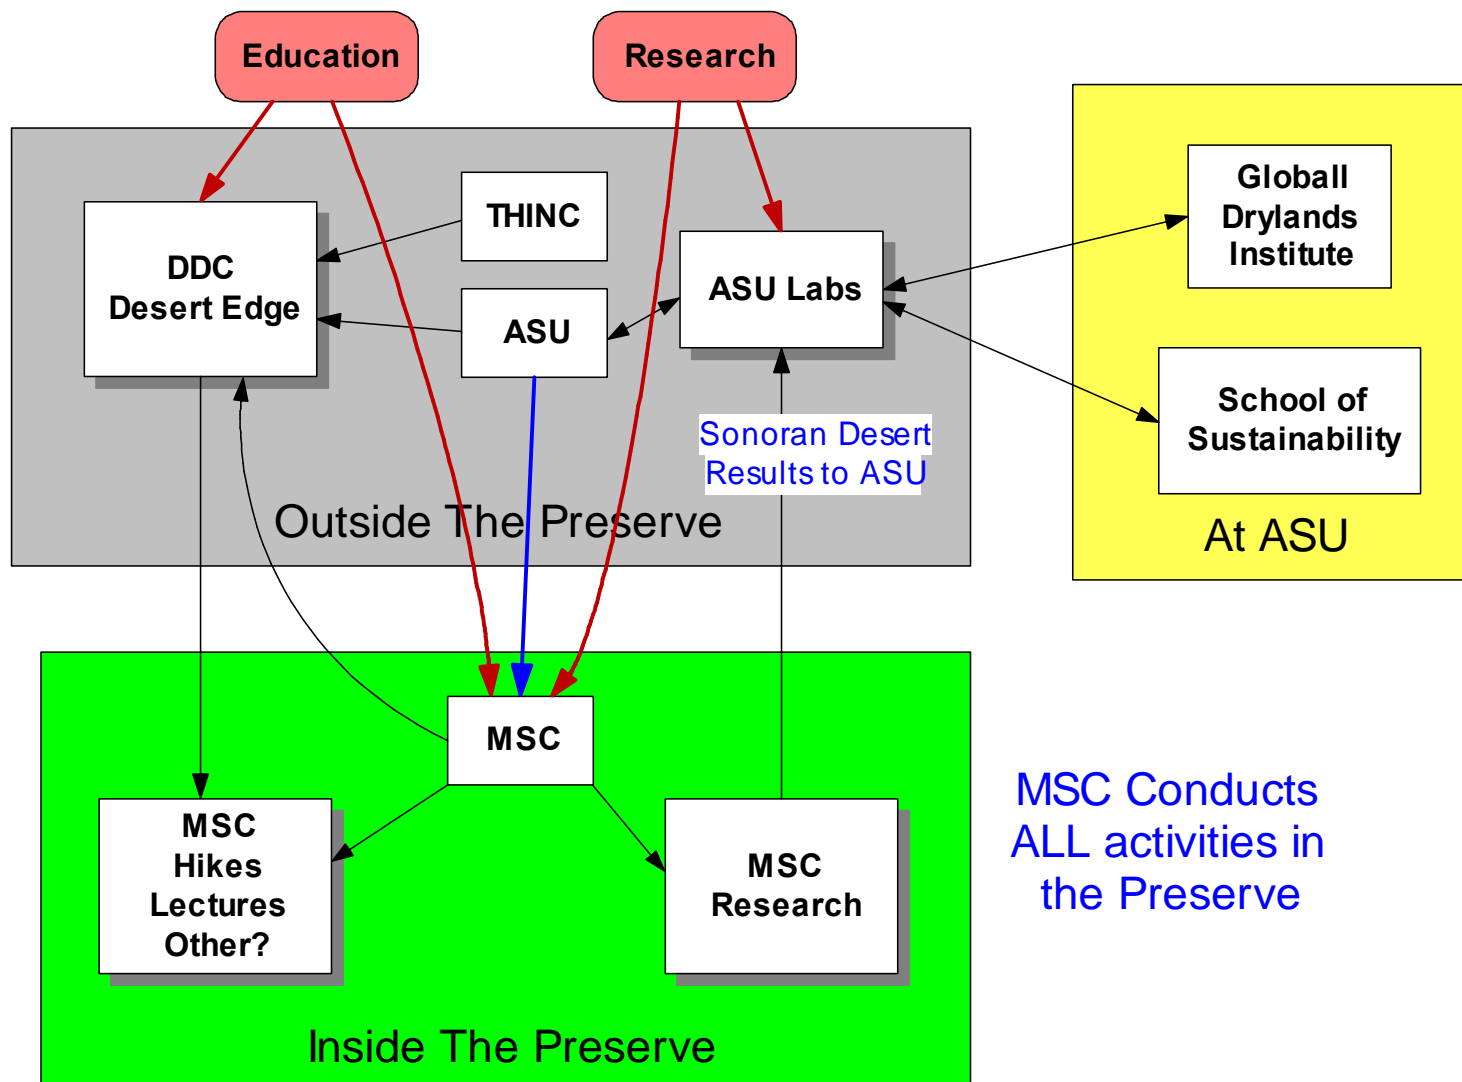 Education
Research
THINC
DDC
Desert Edge
ASU
ASU Labs
Sonoran Desert
Results to ASU
Outside The Preserve
Globall
Drylands
Institute
School of
Sustainability
At ASU
MSC
MSC
Hikes
Lectures
Other?
MSC
Research
Inside The Preserve
MSC Conducts
ALL activities in
the Preserve